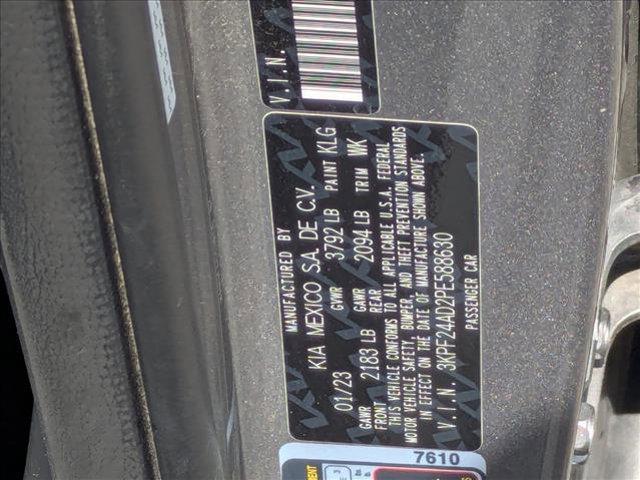 V.I.N.
MANUFACTURED BY
KIA MEXICO S.A. DE C.V.
01/23 GVWR 3792 LB PAINT KLG
GAWR FRONT 2183 LB GAWR REAR 2094 LB TRIM WK
THIS VEHICLE CONFORMS TO ALL APPLICABLE U.S.A. FEDERAL
MOTOR VEHICLE SAFETY, BUMPER, AND THEFT PREVENTION STANDARDS
IN EFFECT ON THE DATE OF MANUFACTURE SHOWN ABOVE.
V.I.N. 3KPF24AD2PE588630
PASSENGER CAR
7610